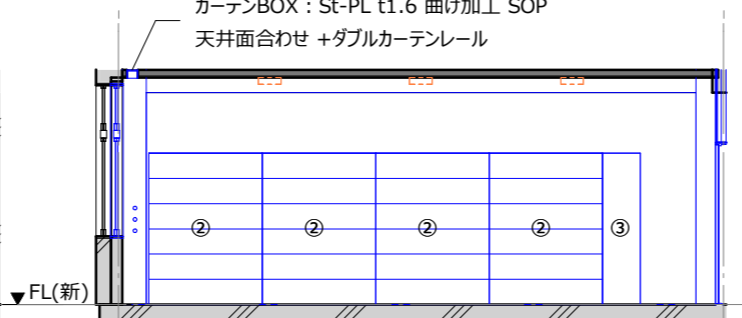 カーテンBOX：St-PL t1.6 曲げ加工 SOP
天井面合わせ +ダブルカーテンレール
② ② ② ② ③
▼FL(新)